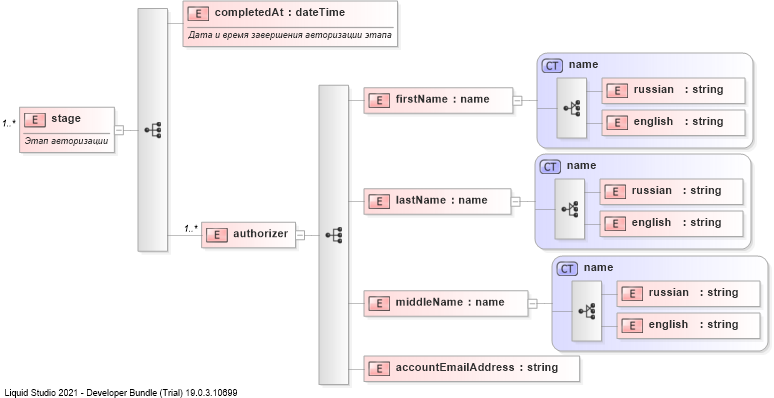 E completedAt : dateTime
Дата и время завершения авторизации этапа
1..* E stage
Этап авторизации
1..* E authorizer
E firstName : name
CT name
E russian : string
E english : string
E lastName : name
CT name
E russian : string
E english : string
E middleName : name
CT name
E russian : string
E english : string
E accountEmailAddress : string
Liquid Studio 2021 - Developer Bundle (Trial) 19.0.3.10699